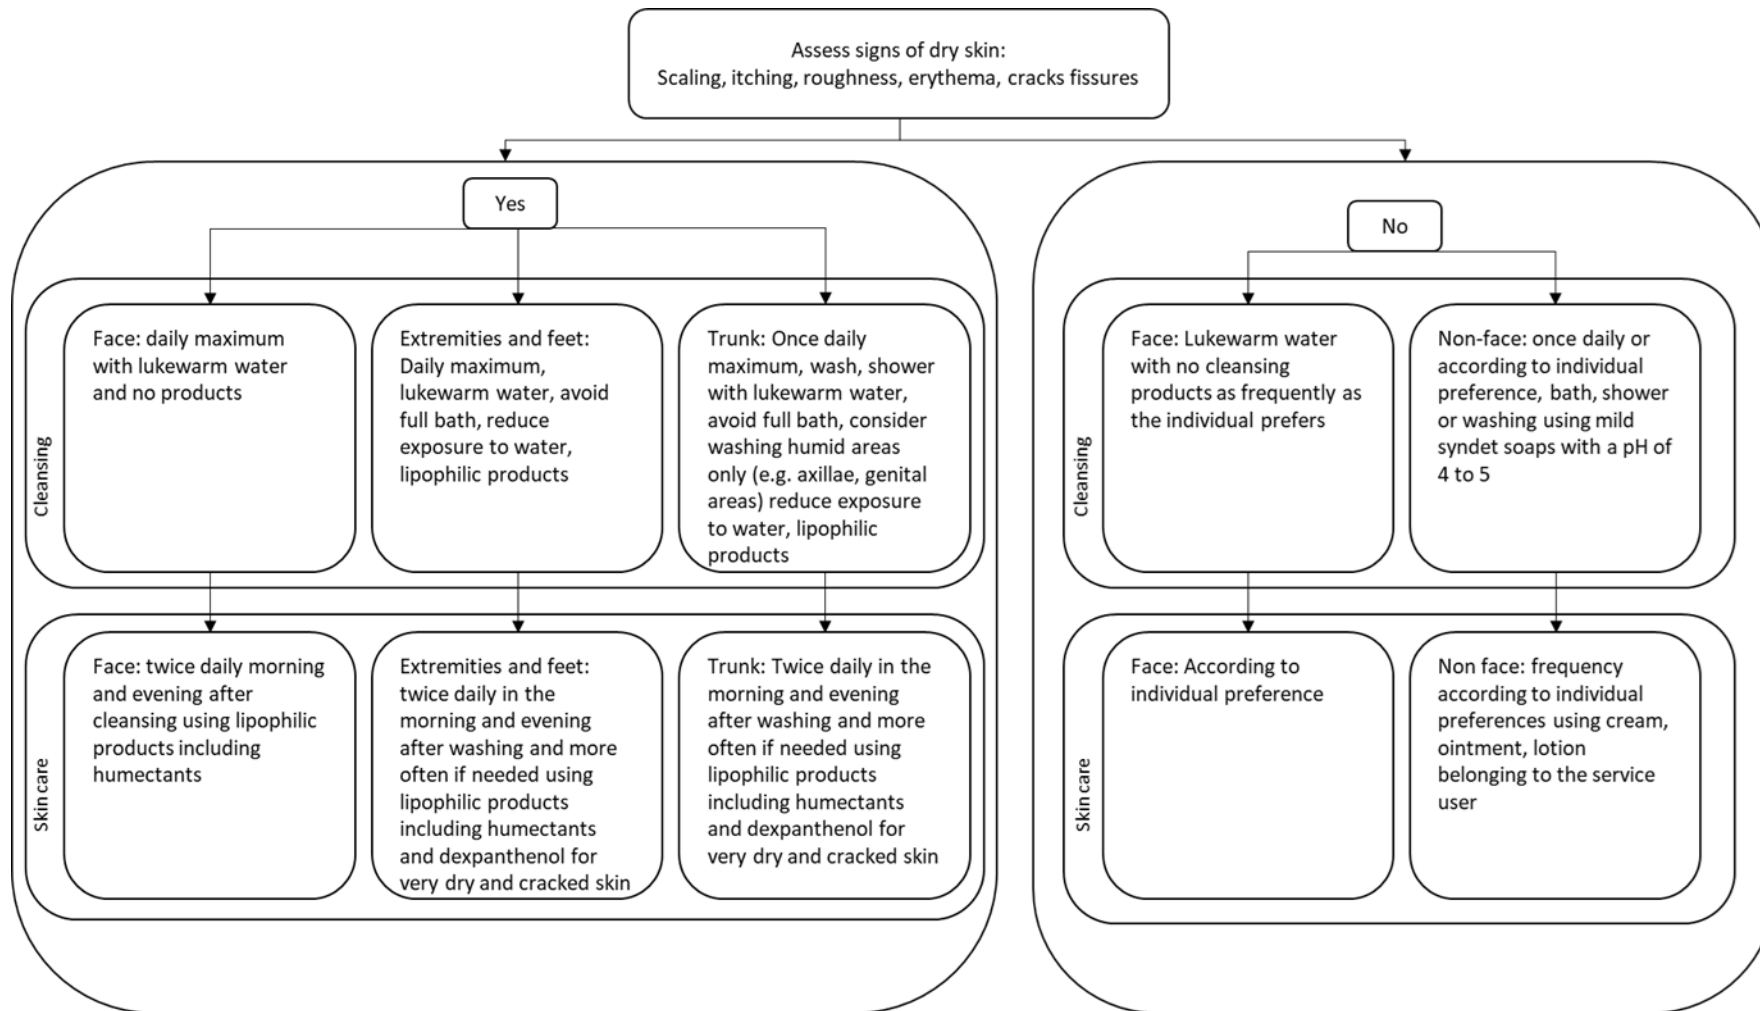 Assess signs of dry skin:
Scaling, itching, roughness, erythema, cracks fissures
Yes
No
Cleansing
Face: daily maximum
with lukewarm water
and no products
Extremities and feet:
Daily maximum,
lukewarm water, avoid
full bath, reduce
exposure to water,
lipophilic products
Trunk: Once daily
maximum, wash, shower
with lukewarm water,
avoid full bath, consider
washing humid areas
only (e.g. axillae, genital
areas) reduce exposure
to water, lipophilic
products
Cleansing
Face: Lukewarm water
with no cleansing
products as frequently as
the individual prefers
Non-face: once daily or
according to individual
preference, bath, shower
or washing using mild
syndet soaps with a pH of
4 to 5
Skin care
Face: twice daily morning
and evening after
cleansing using lipophilic
products including
humectants
Extremities and feet:
twice daily in the
morning and evening
after washing and more
often if needed using
lipophilic products
including humectants
and dexpanthenol for
very dry and cracked skin
Trunk: Twice daily in the
morning and evening
after washing and more
often if needed using
lipophilic products
including humectants
and dexpanthenol for
very dry and cracked skin
Skin care
Face: According to
individual preference
Non face: frequency
according to individual
preferences using cream,
ointment, lotion
belonging to the service
user